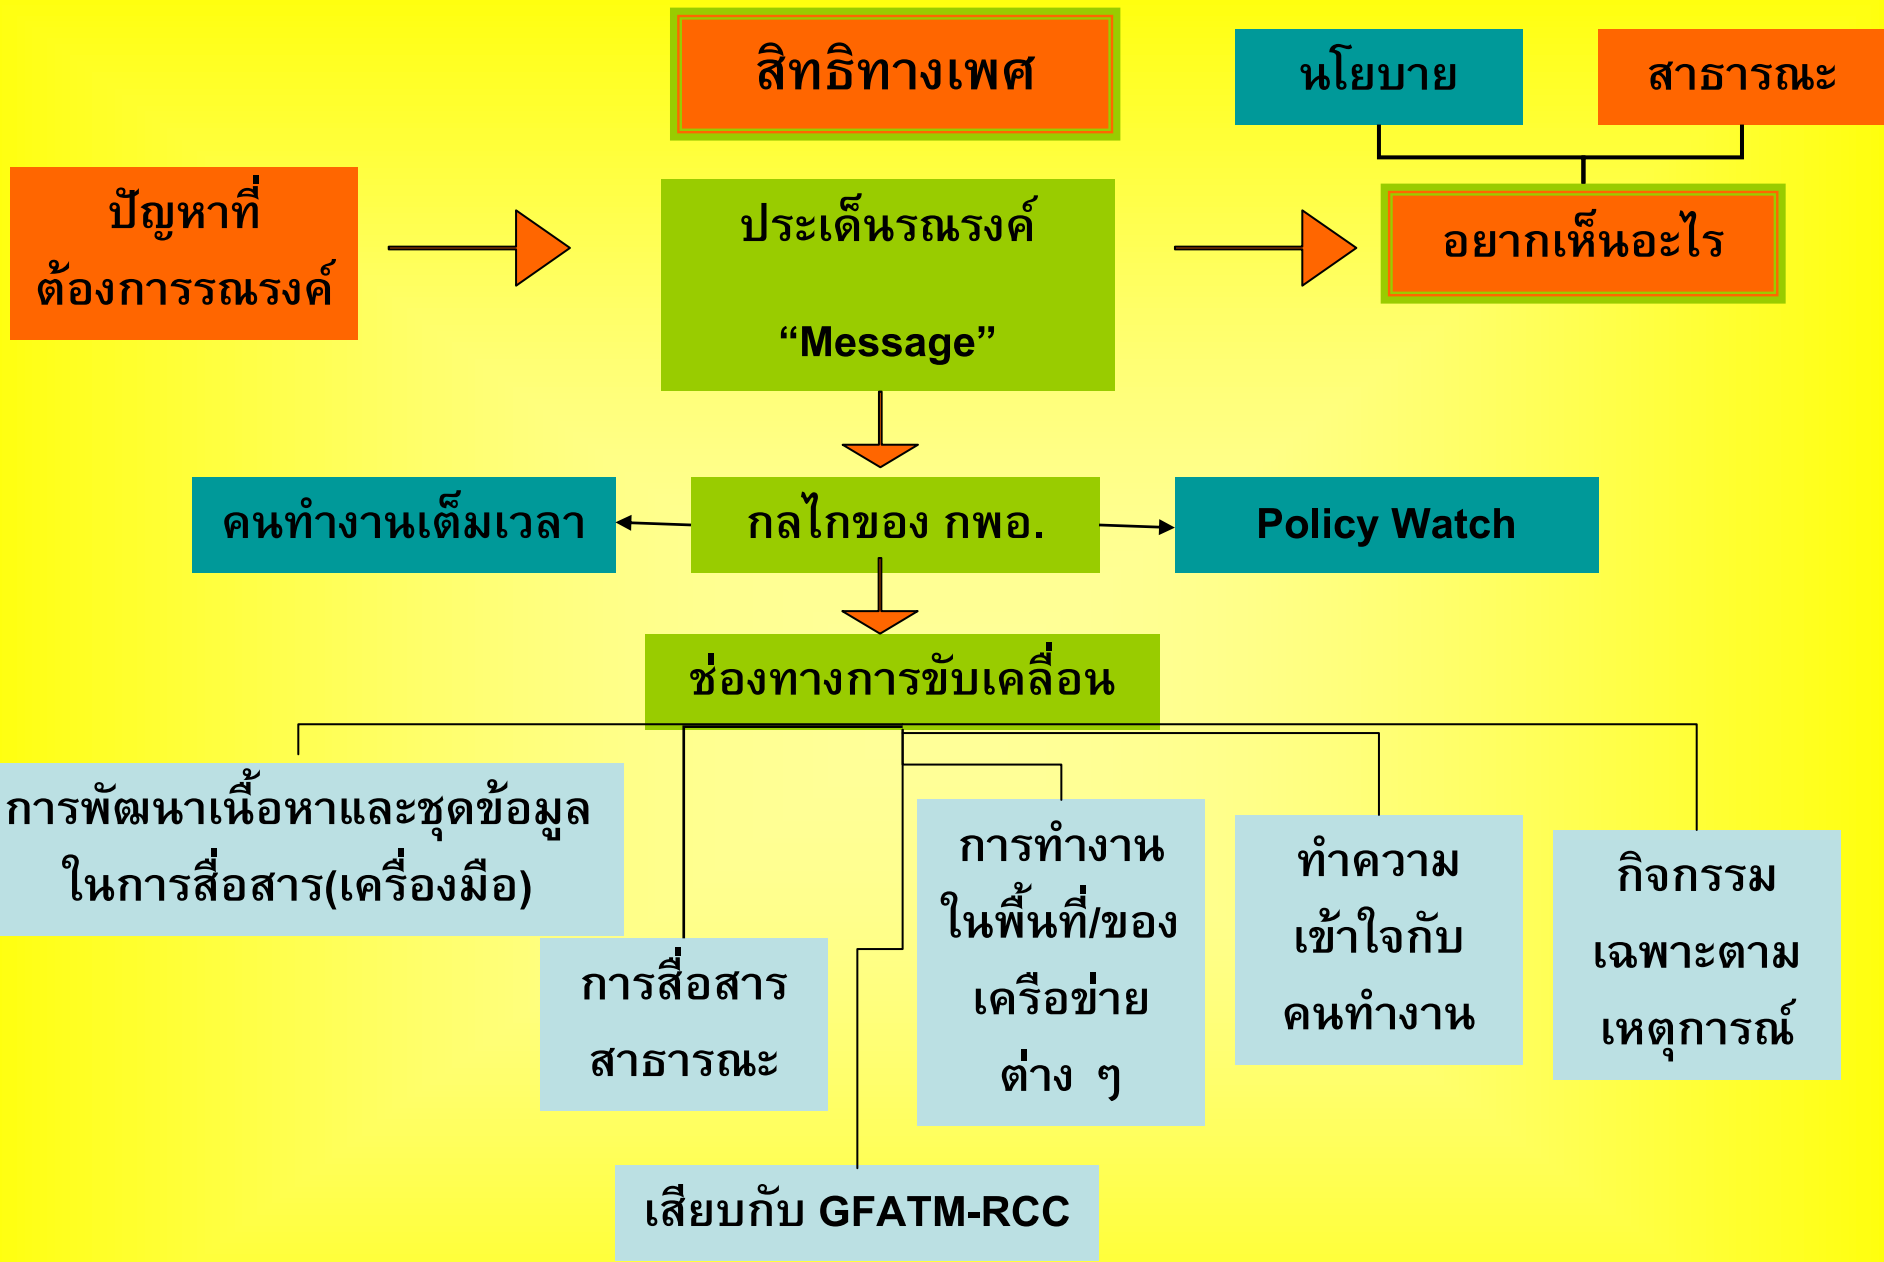 สิทธิทางเพศ
นโยบาย
สาธารณะ
ปัญหาที่
ต้องการรณรงค์
ประเด็นรณรงค์
“Message”
อยากเห็นอะไร
คนทำงานเต็มเวลา
กลไกของ กพอ.
Policy Watch
ช่องทางการขับเคลื่อน
การพัฒนาเนื้อหาและชุดข้อมูล
ในการสื่อสาร(เครื่องมือ)
การสื่อสาร
สาธารณะ
การทำงาน
ในพื้นที่/ของ
เครือข่าย
ต่าง ๆ
ทำความ
เข้าใจกับ
คนทำงาน
กิจกรรม
เฉพาะตาม
เหตุการณ์
เสียบกับ GFATM-RCC